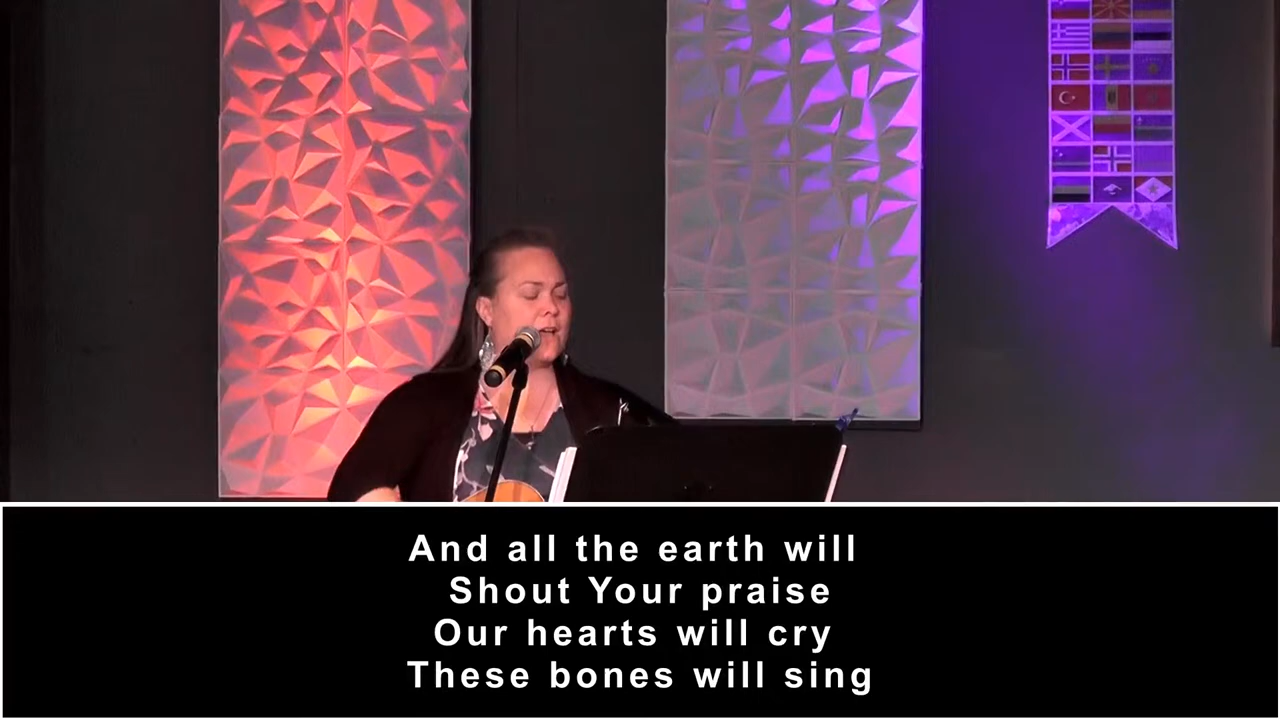 And all the earth will
Shout Your praise
Our hearts will cry
These bones will sing